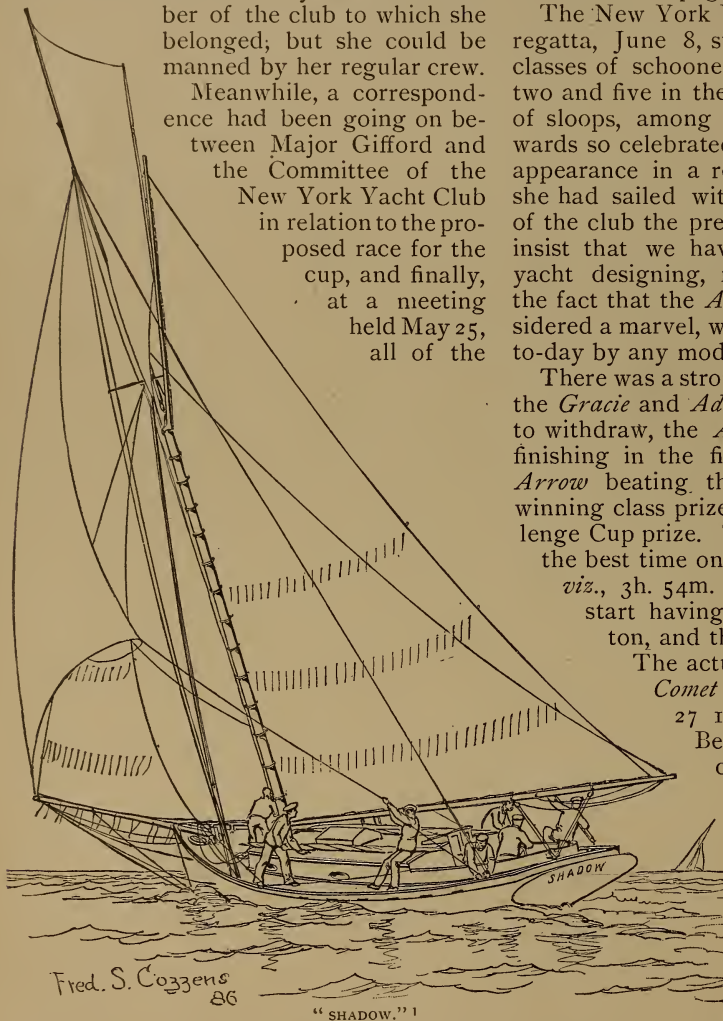 ber of the club to which she
belonged; but she could be
manned by her regular crew.
Meanwhile, a correspond-
ence had been going on be-
tween Major Gifford and
the Committee of the
New York Yacht Club
in relation to the pro-
posed race for the
cup, and finally,
at a meeting
held May 25,
all of the
The New York
regatta, June 8, s
classes of schoone
two and five in the
of sloops, among
wards so celebrated
appearance in a r
she had sailed wit
of the club the pre
insist that we hav
yacht designing,
the fact that the A
sidered a marvel, w
to-day by any mod
There was a stro
the Gracie and Ad
to withdraw, the
finishing in the fi
Arrow beating th
winning class prize
lenge Cup prize.
the best time on
viz., 3h. 54m.
start having
ton, and th
The actu
Comet
27 1
Be
SHADOW
Fred. S. Cozzens
86
"SHADOW." 1